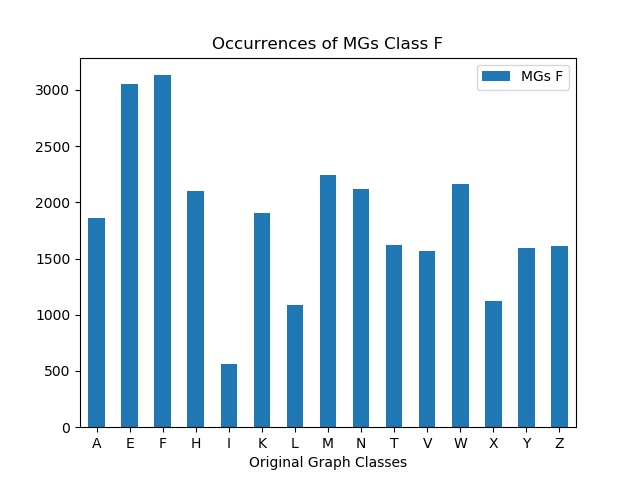 Occurrences of MGs Class F
MGs F
3000
2500
2000
1500
1000
500
0
A E F H I K L M N T V W X Y Z
Original Graph Classes